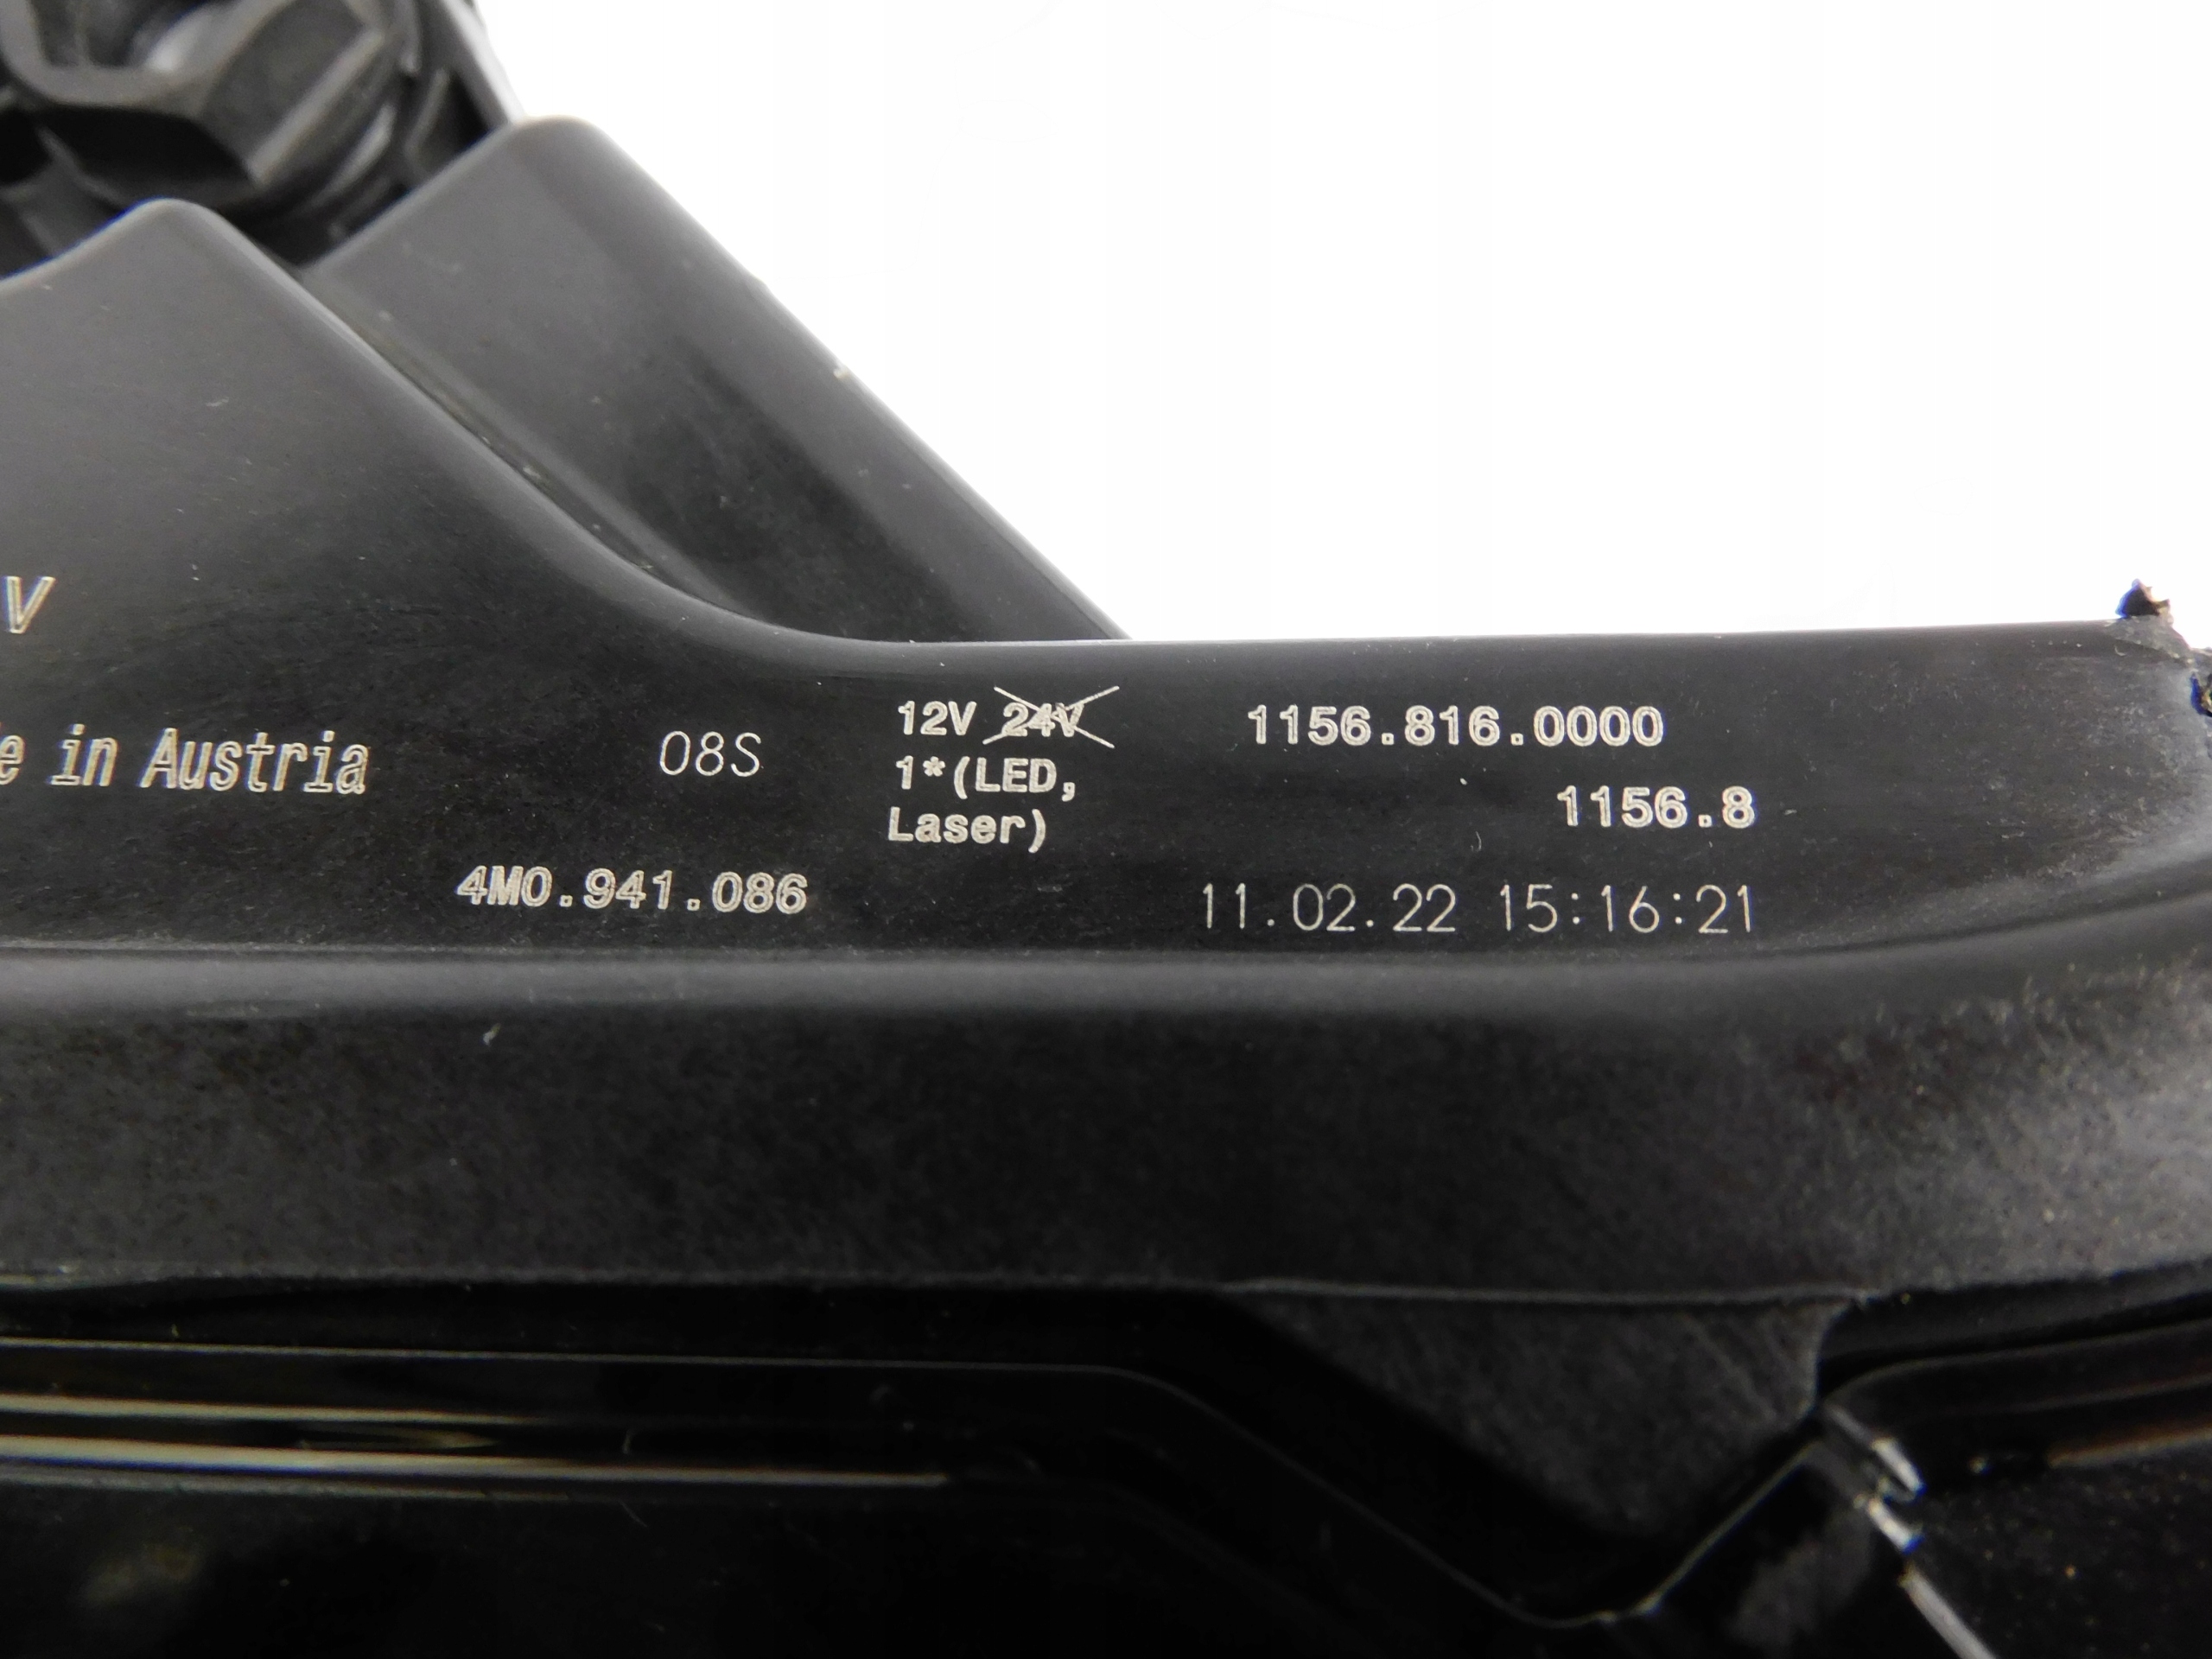 V
e in Austria
08S
12V 24V
1*(LED,
Laser)
4M0.941.086
1156.816.0000
1156.8
11.02.22 15:16:21